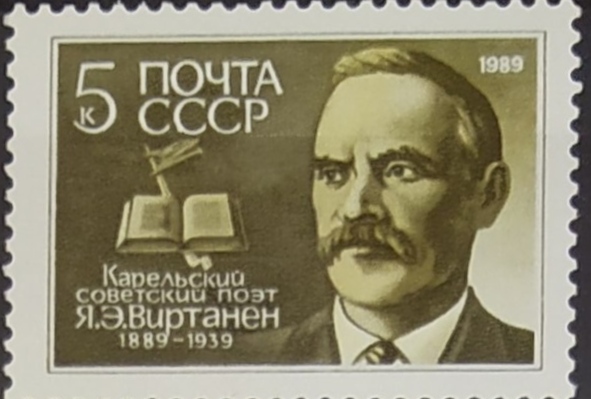 5 к
ПОЧТА
СССР
1989
Карельский
советский поэт
Я.Э.Виртанен
1889-1939